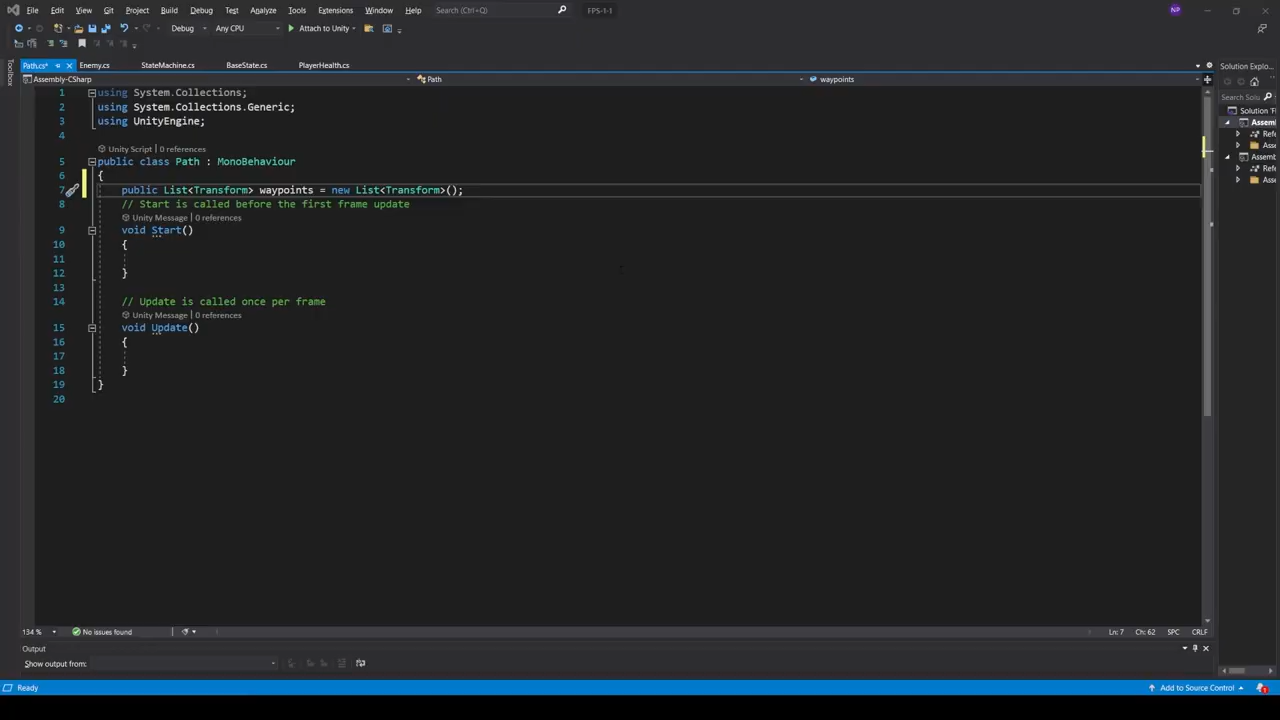 File Edit View Git Project Build Debug Test Analyze Tools Extensions Window Help Search (Ctrl+Q) FPS-1-1 NP
Debug Any CPU Attach to Unity
Path.cs* Enemy.cs StateMachine.cs BaseState.cs PlayerHealth.cs
Assembly-CSharp Path waypoints
Toolbox
1 using System.Collections;
2 using System.Collections.Generic;
3 using UnityEngine;
4
Unity Script | 0 references
5 public class Path : MonoBehaviour
6 {
7 public List<Transform> waypoints = new List<Transform>();
8 // Start is called before the first frame update
Unity Message | 0 references
9 void Start()
10 {
11
12 }
13
14 // Update is called once per frame
Unity Message | 0 references
15 void Update()
16 {
17
18 }
19 }
20
Solution Explo...
Search Solu
Solution 'F
Assem
Refe
Asse
Assem
Refe
Asse
134 % No issues found Ln: 7 Ch: 62 SPC CRLF
Output
Show output from:
Ready Add to Source Control